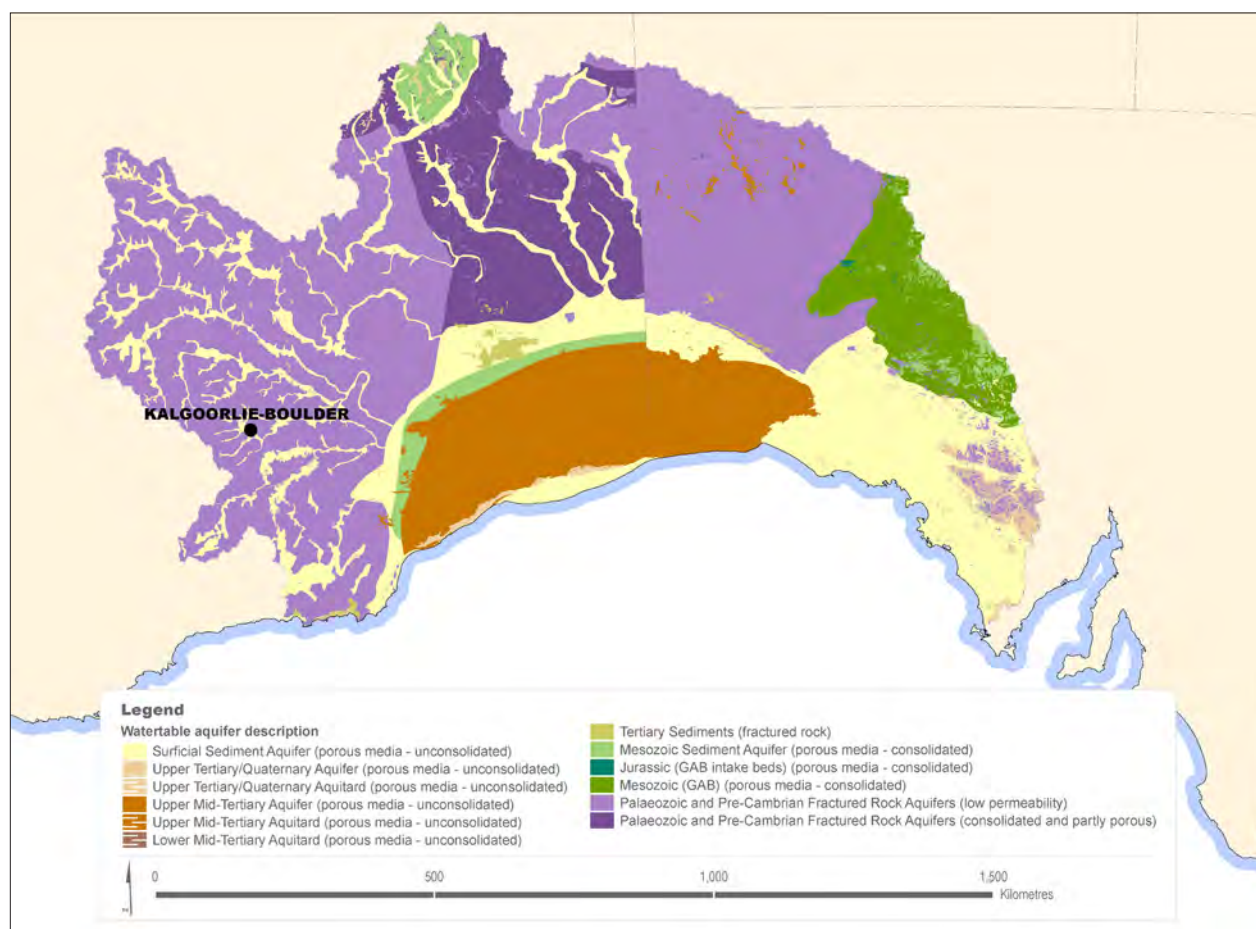 KALGOORLIE-BOULDER
Legend
Watertable aquifer description
Surficial Sediment Aquifer (porous media - unconsolidated)
Upper Tertiary/Quaternary Aquifer (porous media - unconsolidated)
Upper Tertiary/Quaternary Aquitard (porous media - unconsolidated)
Upper Mid-Tertiary Aquifer (porous media - unconsolidated)
Upper Mid-Tertiary Aquitard (porous media - unconsolidated)
Lower Mid-Tertiary Aquitard (porous media - unconsolidated)
Tertiary Sediments (fractured rock)
Mesozoic Sediment Aquifer (porous media - consolidated)
Jurassic (GAB intake beds) (porous media - consolidated)
Mesozoic (GAB) (porous media - consolidated)
Palaeozoic and Pre-Cambrian Fractured Rock Aquifers (low permeability)
Palaeozoic and Pre-Cambrian Fractured Rock Aquifers (consolidated and partly porous)
0 500 1,000 1,500
Kilometres